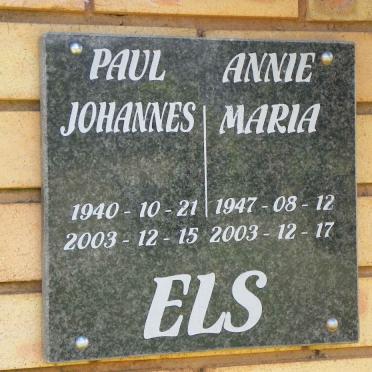 PAUL ANNIE
JOHANNES MARIA
1940 - 10 - 21 1947 - 08 - 12
2003 - 12 - 15 2003 - 12 - 17
ELS